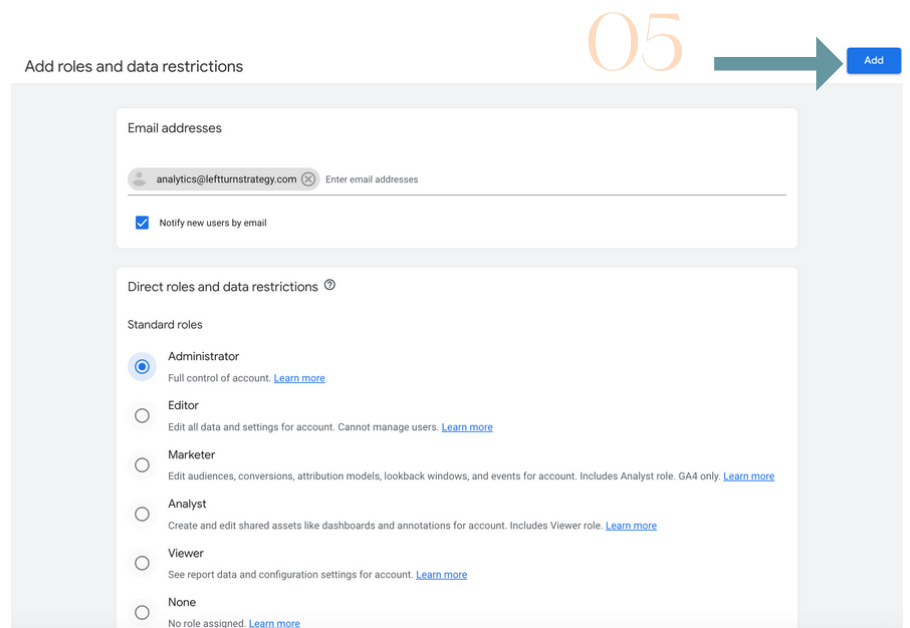 05
Add roles and data restrictions
Add
Email addresses
analytics@leftturnstrategy.com Enter email addresses
Notify new users by email
Direct roles and data restrictions
Standard roles
Administrator
Full control of account. Learn more
Editor
Edit all data and settings for account. Cannot manage users. Learn more
Marketer
Edit audiences, conversions, attribution models, lookback windows, and events for account. Includes Analyst role. GA4 only. Learn more
Analyst
Create and edit shared assets like dashboards and annotations for account. Includes Viewer role. Learn more
Viewer
See report data and configuration settings for account. Learn more
None
No role assigned. Learn more